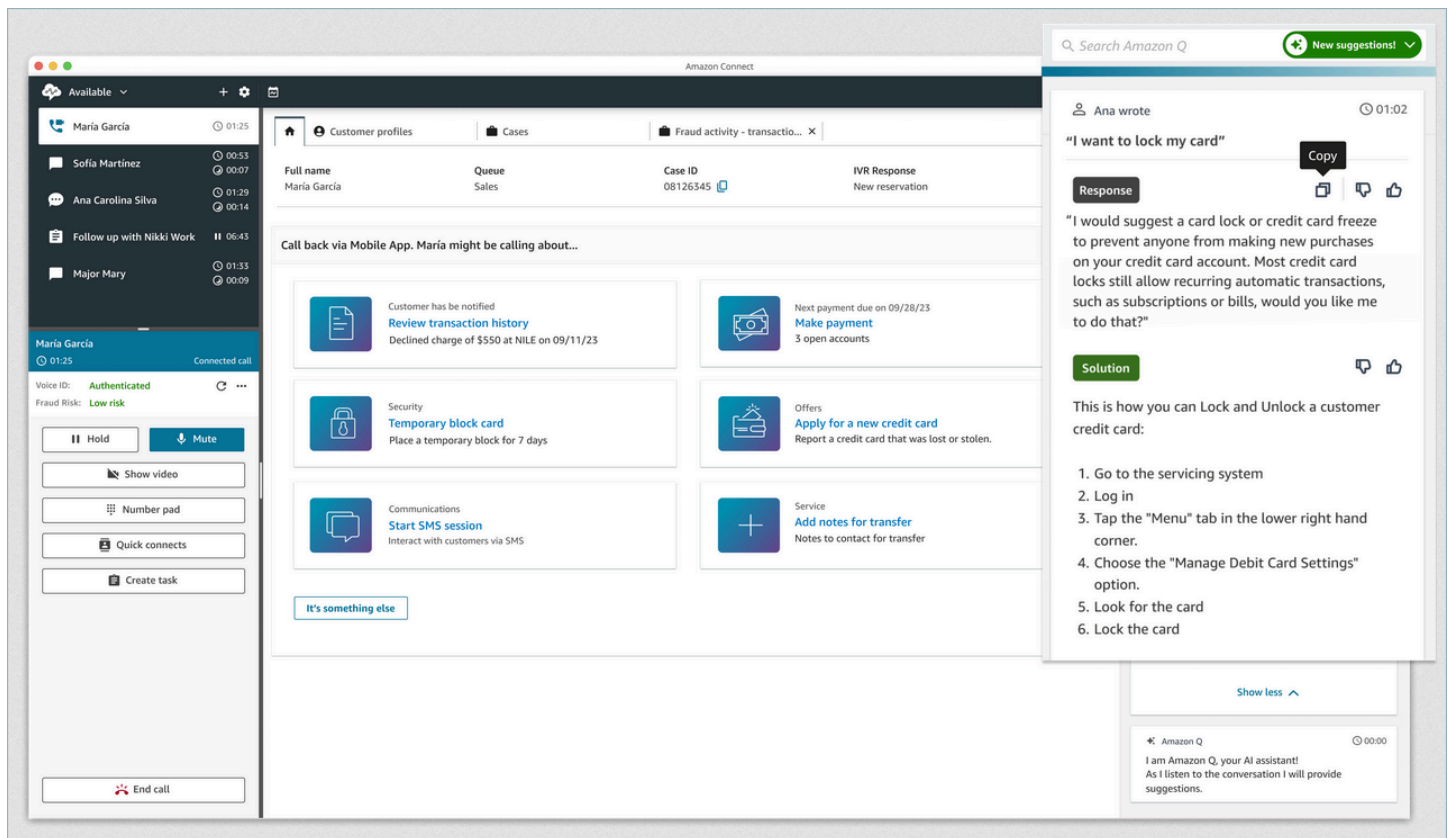 Amazon Connect
Available
María García
01:25
Sofía Martínez
00:53
00:07
Ana Carolina Silva
01:29
00:14
Follow up with Nikki Work
06:43
Major Mary
01:33
00:09
María García
01:25
Connected call
Voice ID: Authenticated
Fraud Risk: Low risk
Hold
Mute
Show video
Number pad
Quick connects
Create task
End call
Customer profiles
Cases
Fraud activity - transactio...
Full name
María García
Queue
Sales
Case ID
08126345
IVR Response
New reservation
Call back via Mobile App. María might be calling about...
Customer has be notified
Review transaction history
Declined charge of $550 at NILE on 09/11/23
Next payment due on 09/28/23
Make payment
3 open accounts
Security
Temporary block card
Place a temporary block for 7 days
Offers
Apply for a new credit card
Report a credit card that was lost or stolen.
Communications
Start SMS session
Interact with customers via SMS
Service
Add notes for transfer
Notes to contact for transfer
It's something else
Search Amazon Q
New suggestions!
Ana wrote
01:02
“I want to lock my card”
Copy
Response
“I would suggest a card lock or credit card freeze
to prevent anyone from making new purchases
on your credit card account. Most credit card
locks still allow recurring automatic transactions,
such as subscriptions or bills, would you like me
to do that?”
Solution
This is how you can Lock and Unlock a customer
credit card:
1. Go to the servicing system
2. Log in
3. Tap the "Menu" tab in the lower right hand
corner.
4. Choose the "Manage Debit Card Settings"
option.
5. Look for the card
6. Lock the card
Show less
Amazon Q
00:00
I am Amazon Q, your AI assistant!
As I listen to the conversation I will provide
suggestions.